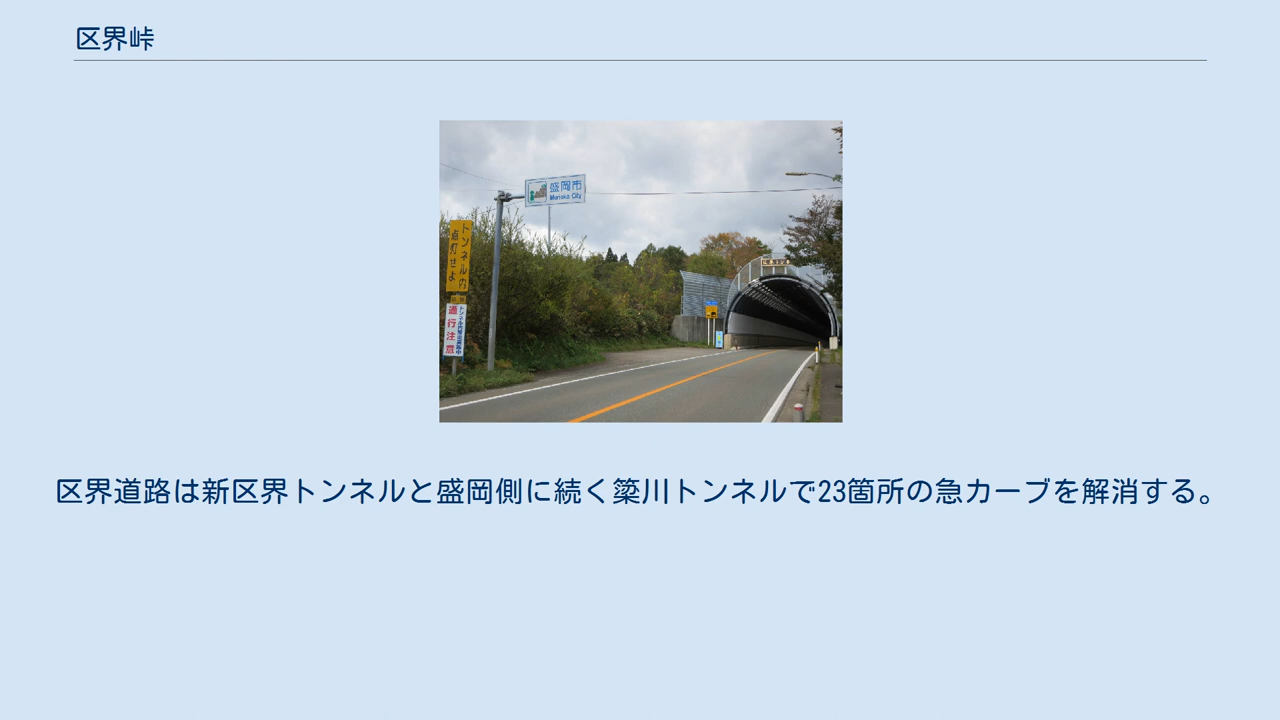 区界峠
盛岡市
Morioka City
トンネル内
点灯せよ
通行注意
区界道路は新区界トンネルと盛岡側に続く簗川トンネルで23箇所の急カーブを解消する。